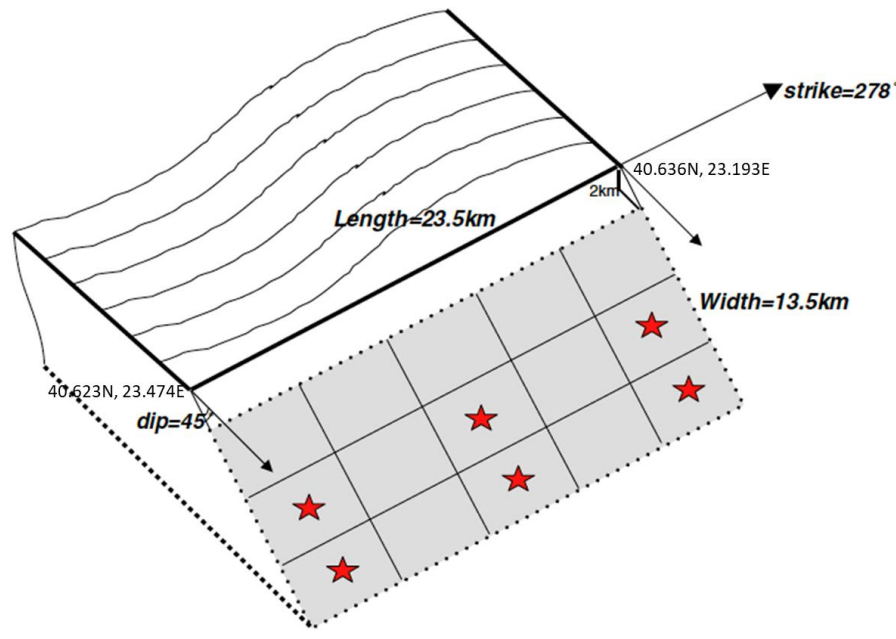 strike=278°
40.636N, 23.193E
2km
Length=23.5km
Width=13.5km
40.623N, 23.474E
dip=45